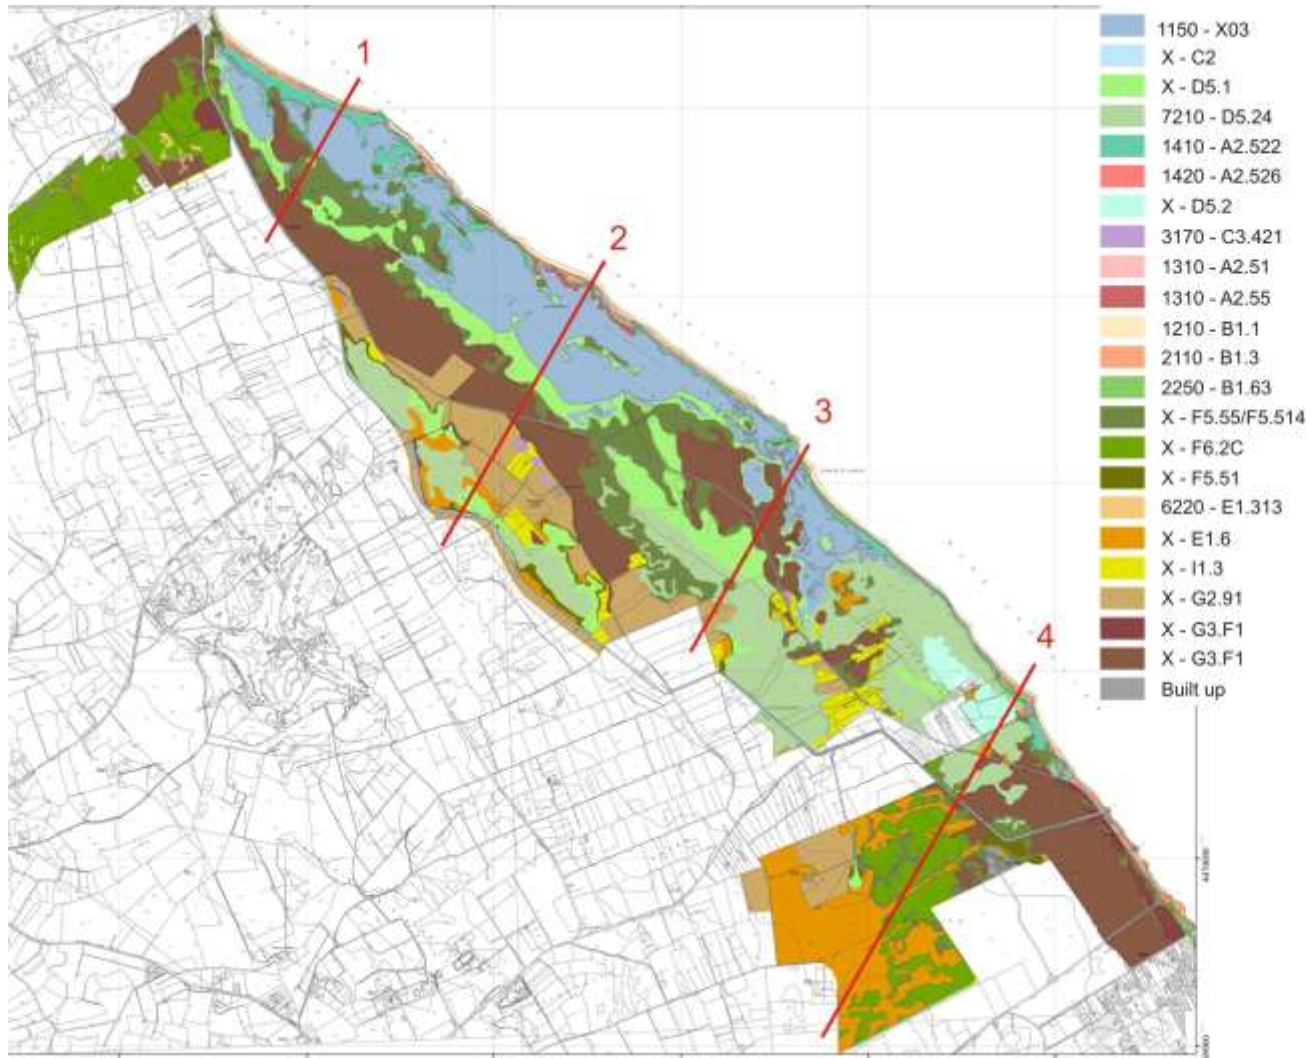 1
2
3
4
1150 - X03
X - C2
X - D5.1
7210 - D5.24
1410 - A2.522
1420 - A2.526
X - D5.2
3170 - C3.421
1310 - A2.51
1310 - A2.55
1210 - B1.1
2110 - B1.3
2250 - B1.63
X - F5.55/F5.514
X - F6.2C
X - F5.51
6220 - E1.313
X - E1.6
X - I1.3
X - G2.91
X - G3.F1
X - G3.F1
Built up